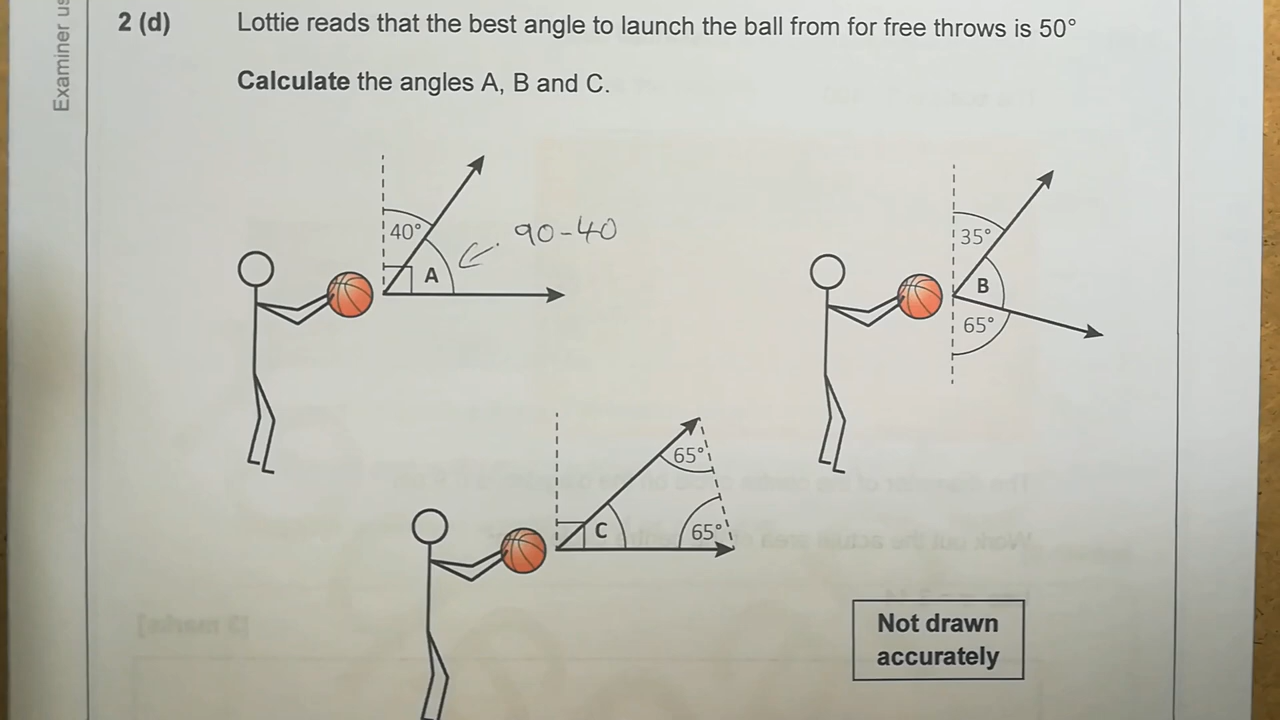 Examiner us
2 (d) Lottie reads that the best angle to launch the ball from for free throws is 50°
Calculate the angles A, B and C.
40°
A
90-40
35°
B
65°
65°
C
65°
Not drawn
accurately